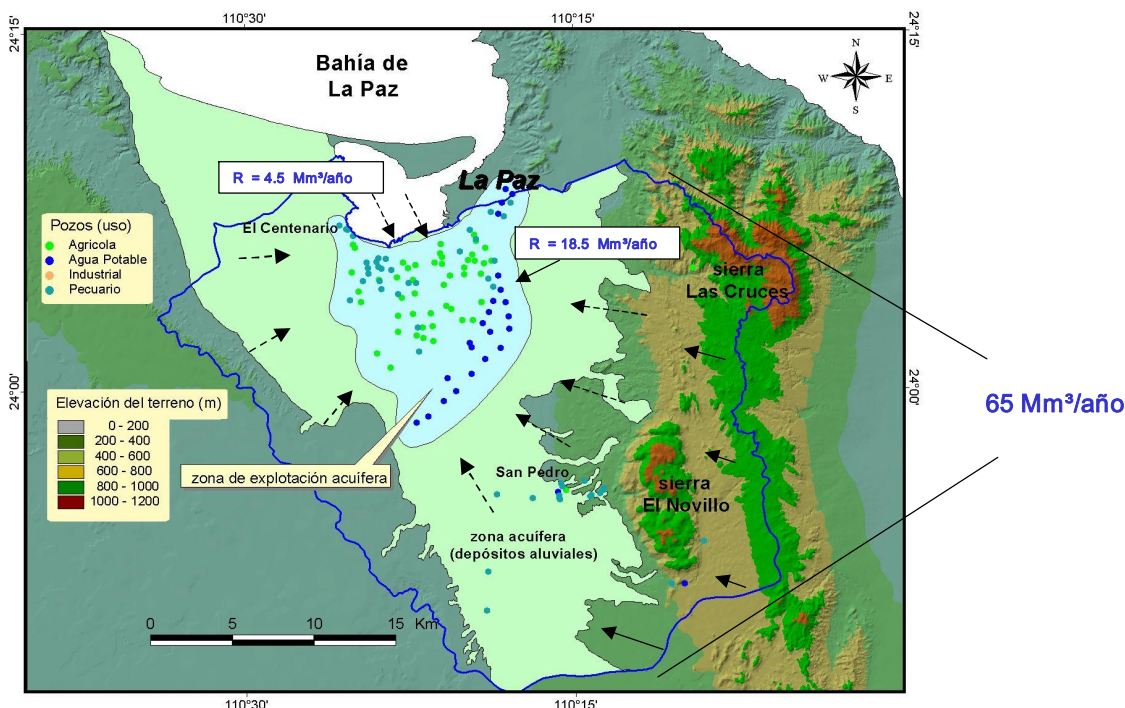 110°30'
110°15'
24°15'
24°15'
Bahía de
La Paz
N
W
E
S
La Paz
R = 4.5 Mm³/año
El Centenario
R = 18.5 Mm³/año
Pozos (uso)
Agricola
Agua Potable
Industrial
Pecuario
sierra
Las Cruces
24°00'
24°00'
65 Mm³/año
Elevación del terreno (m)
0 - 200
200 - 400
400 - 600
600 - 800
800 - 1000
1000 - 1200
zona de explotación acuífera
San Pedro
sierra
El Novillo
zona acuífera
(depósitos aluviales)
0
5
10
15
Km
110°30'
110°15'